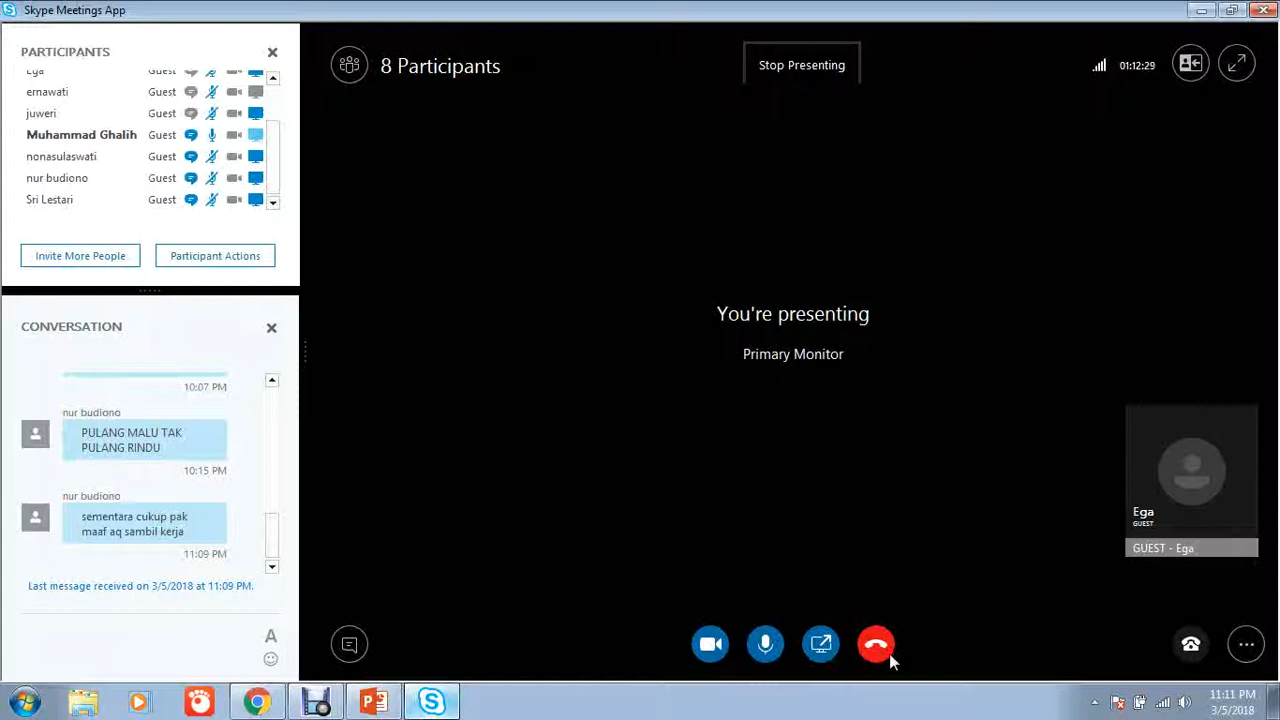 Skype Meetings App
PARTICIPANTS
Ega Guest
ernawati Guest
juweri Guest
Muhammad Ghalih Guest
nonasulaswati Guest
nur budiono Guest
Sri Lestari Guest
Invite More People Participant Actions
CONVERSATION
10:07 PM
nur budiono
PULANG MALU TAK
PULANG RINDU
10:15 PM
nur budiono
sementara cukup pak
maaf aq sambil kerja
11:09 PM
Last message received on 3/5/2018 at 11:09 PM.
A
8 Participants
Stop Presenting
01:12:29
You're presenting
Primary Monitor
Ega
GUEST
GUEST - Ega
11:11 PM
3/5/2018